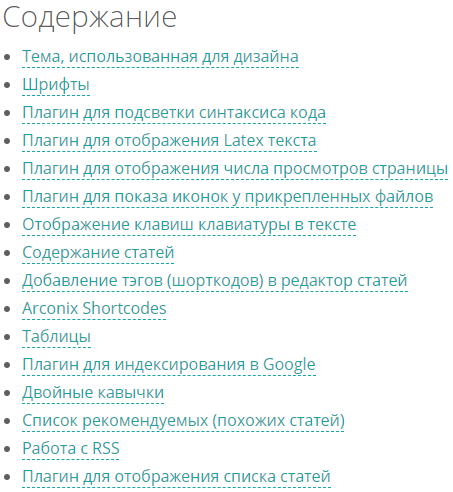 Содержание
Тема, использованная для дизайна
Шрифты
Плагин для подсветки синтаксиса кода
Плагин для отображения Latex текста
Плагин для отображения числа просмотров страницы
Плагин для показа иконок у прикрепленных файлов
Отображение клавиш клавиатуры в тексте
Содержание статей
Добавление тэгов (шорткодов) в редактор статей
Arconix Shortcodes
Таблицы
Плагин для индексирования в Google
Двойные кавычки
Список рекомендуемых (похожих статей)
Работа с RSS
Плагин для отображения списка статей